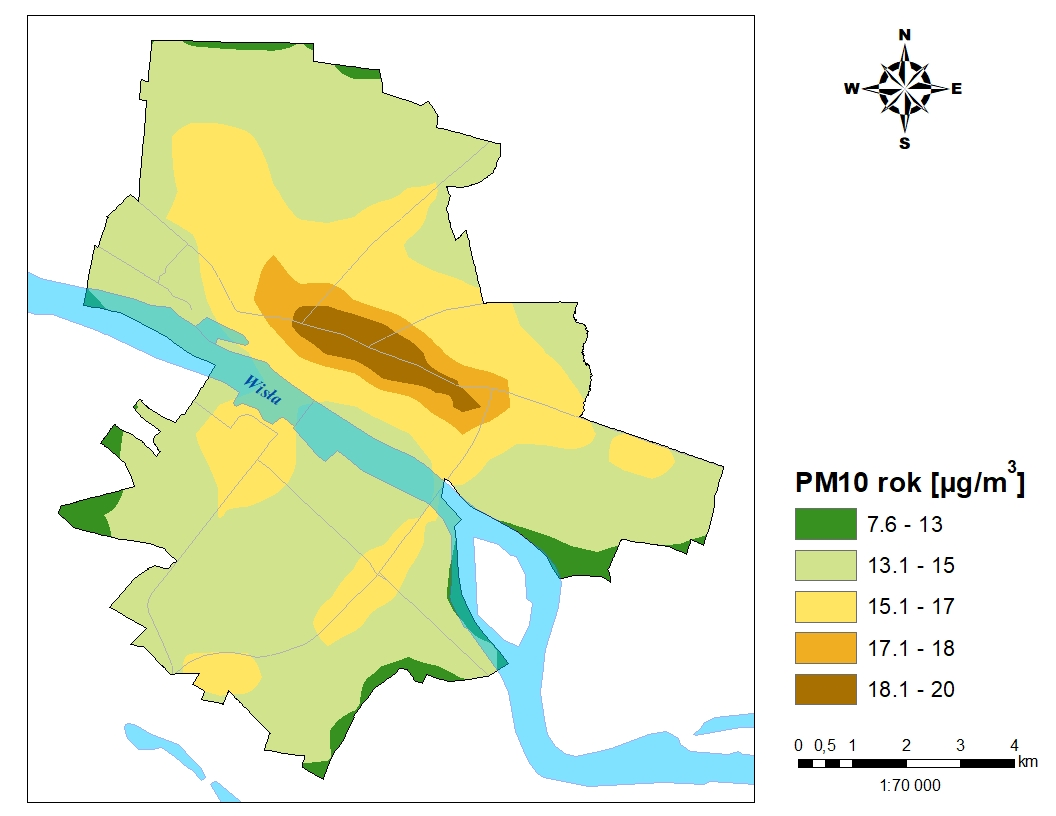 N
W E
S
Wisła
PM10 rok [µg/m³]
7.6 - 13
13.1 - 15
15.1 - 17
17.1 - 18
18.1 - 20
0 0,5 1 2 3 4
km
1:70 000